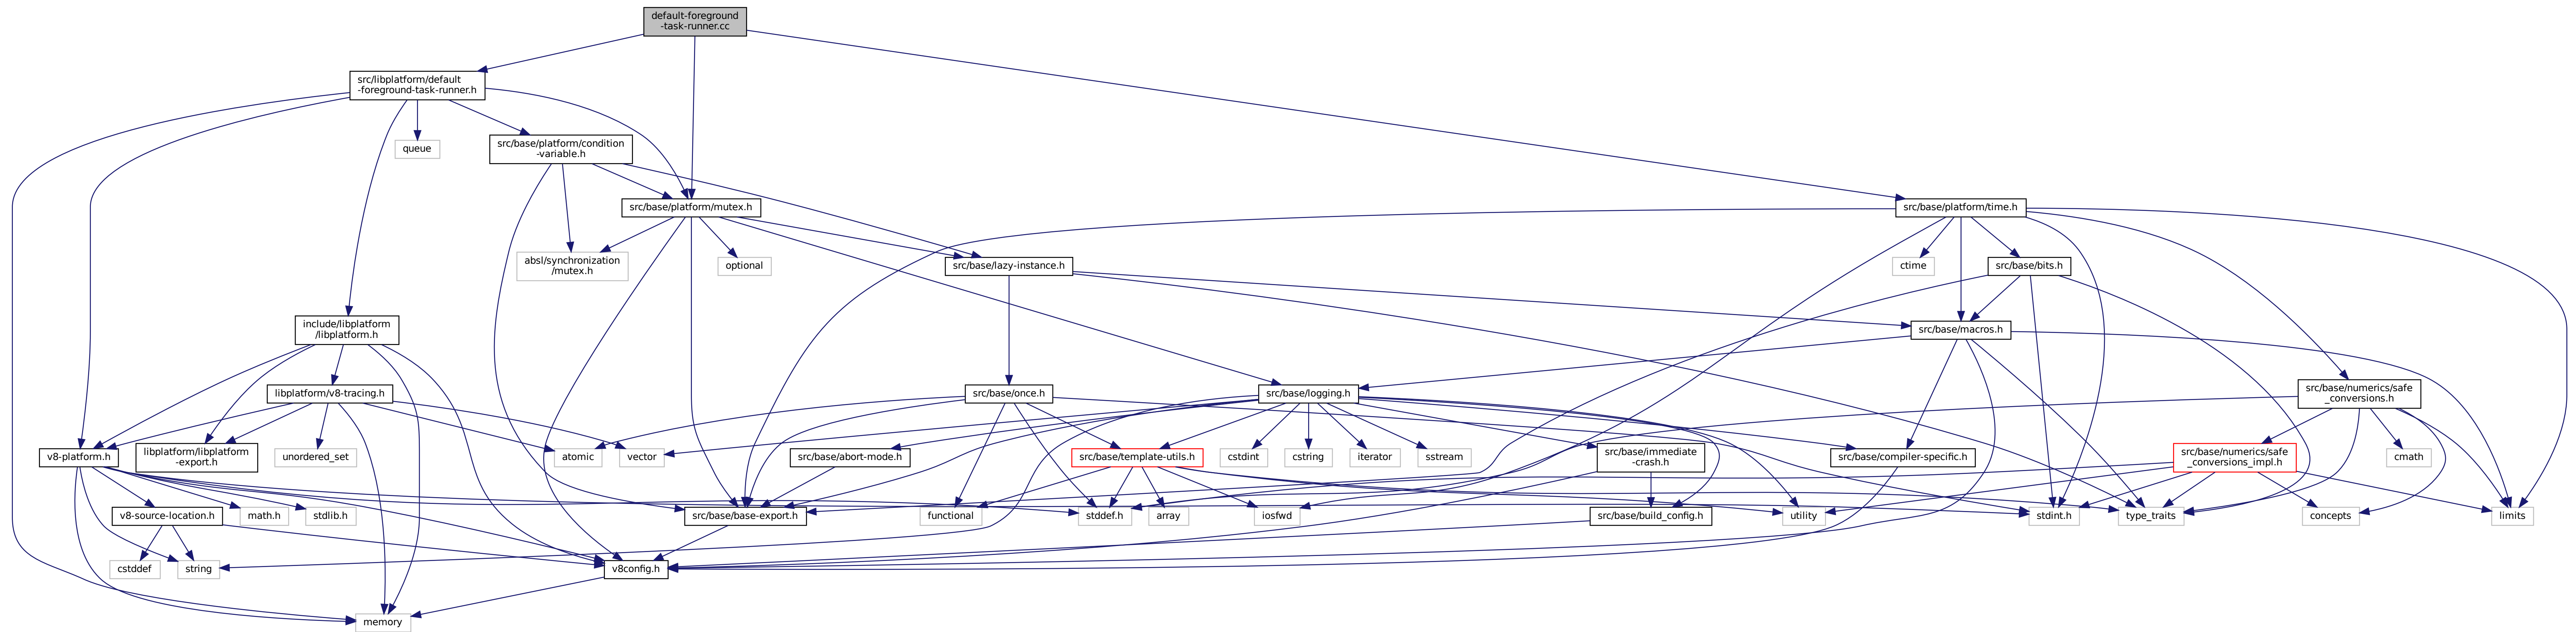 default-foreground
-task-runner.cc
src/libplatform/default
-foreground-task-runner.h
queue
src/base/platform/condition
-variable.h
src/base/platform/mutex.h
src/base/platform/time.h
absl/synchronization
/mutex.h
optional
src/base/lazy-instance.h
ctime
src/base/bits.h
include/libplatform
/libplatform.h
src/base/macros.h
libplatform/v8-tracing.h
src/base/once.h
src/base/logging.h
src/base/numerics/safe
_conversions.h
v8-platform.h
libplatform/libplatform
-export.h
unordered_set
atomic
vector
src/base/abort-mode.h
src/base/template-utils.h
cstdint
cstring
iterator
sstream
src/base/immediate
-crash.h
src/base/compiler-specific.h
src/base/numerics/safe
_conversions_impl.h
cmath
v8-source-location.h
math.h
stdlib.h
src/base/base-export.h
functional
stddef.h
array
iosfwd
src/base/build_config.h
utility
stdint.h
type_traits
concepts
limits
cstddef
string
v8config.h
memory